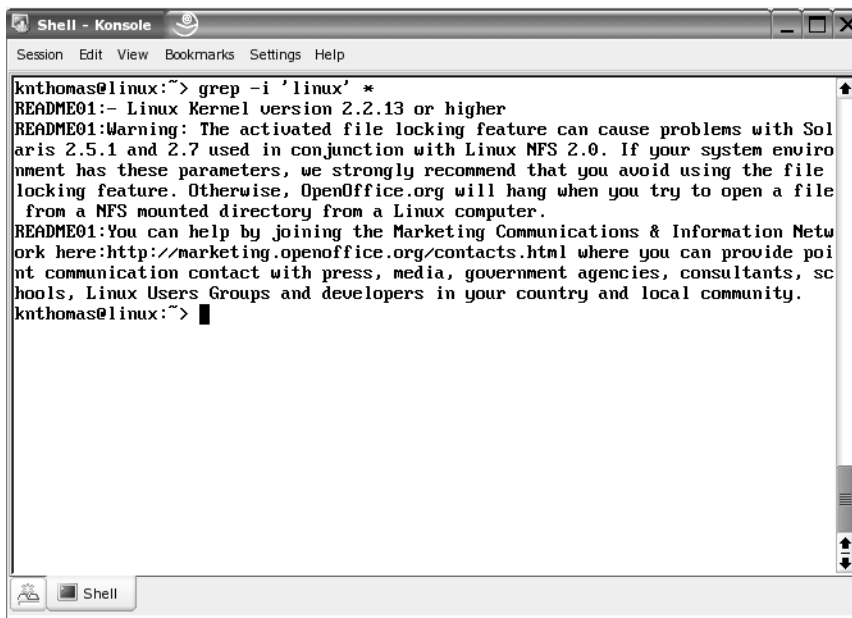 Shell - Konsole
Session Edit View Bookmarks Settings Help
knthomas@linux:~> grep -i 'linux' *
README01:- Linux Kernel version 2.2.13 or higher
README01:Warning: The activated file locking feature can cause problems with Sol
aris 2.5.1 and 2.7 used in conjunction with Linux NFS 2.0. If your system enviro
nment has these parameters, we strongly recommend that you avoid using the file
locking feature. Otherwise, OpenOffice.org will hang when you try to open a file
from a NFS mounted directory from a Linux computer.
README01:You can help by joining the Marketing Communications & Information Netw
ork here:http://marketing.openoffice.org/contacts.html where you can provide poi
nt communication contact with press, media, government agencies, consultants, sc
hools, Linux Users Groups and developers in your country and local community.
knthomas@linux:~>
Shell